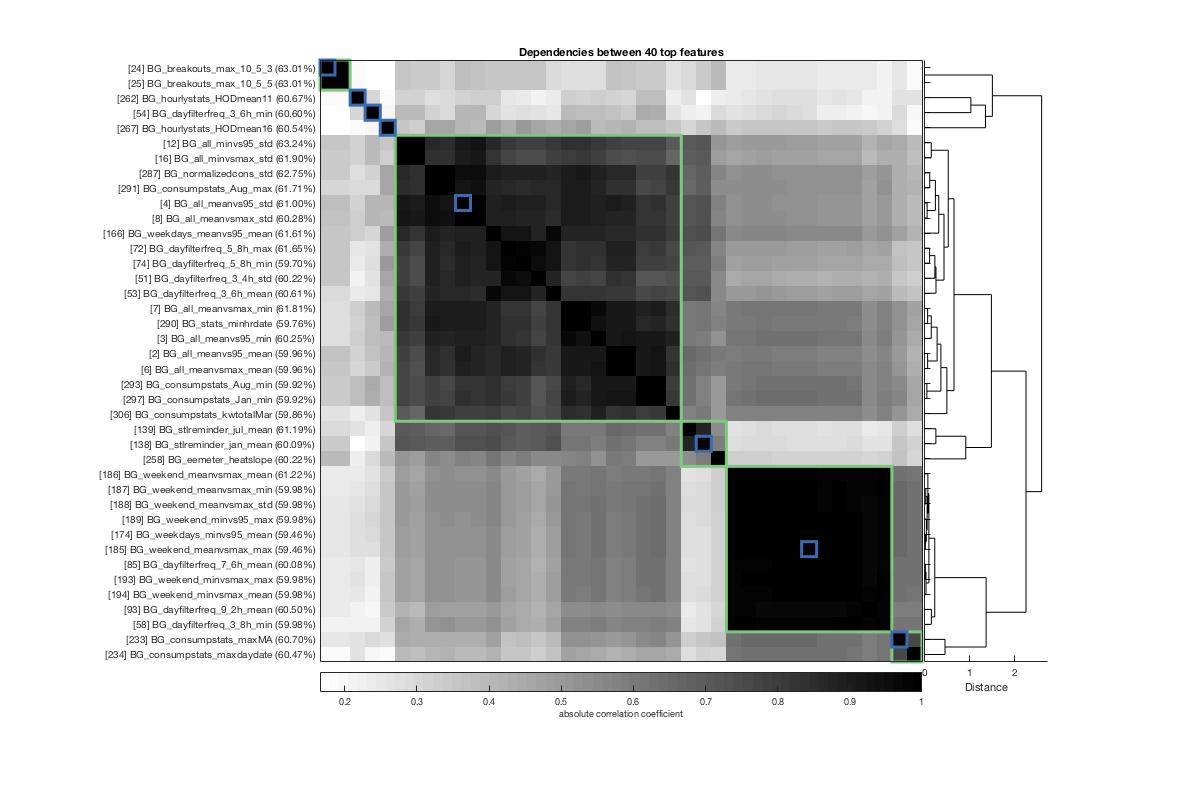 Dependencies between 40 top features
[24] BG_breakouts_max_10_5_3 (63.01%)
[25] BG_breakouts_max_10_5_5 (63.01%)
[262] BG_hourlystats_HODmean11 (60.67%)
[54] BG_dayfilterfreq_3_6h_min (60.60%)
[267] BG_hourlystats_HODmean16 (60.54%)
[12] BG_all_minvs95_std (63.24%)
[16] BG_all_minvsmax_std (61.90%)
[287] BG_normalizedcons_std (62.75%)
[291] BG_consumpstats_Aug_max (61.71%)
[4] BG_all_meanvs95_std (61.00%)
[8] BG_all_meanvsmax_std (60.28%)
[166] BG_weekdays_meanvs95_mean (61.61%)
[72] BG_dayfilterfreq_5_8h_max (61.65%)
[74] BG_dayfilterfreq_5_8h_min (59.70%)
[51] BG_dayfilterfreq_3_4h_std (60.22%)
[53] BG_dayfilterfreq_3_6h_mean (60.61%)
[7] BG_all_meanvsmax_min (61.81%)
[290] BG_stats_minhrdate (59.76%)
[3] BG_all_meanvs95_min (60.25%)
[2] BG_all_meanvs95_mean (59.96%)
[6] BG_all_meanvsmax_mean (59.96%)
[293] BG_consumpstats_Aug_min (59.92%)
[297] BG_consumpstats_Jan_min (59.92%)
[306] BG_consumpstats_kwtotalMar (59.86%)
[139] BG_stlreminder_jul_mean (61.19%)
[138] BG_stlreminder_jan_mean (60.09%)
[258] BG_eemeter_heatslope (60.22%)
[186] BG_weekend_meanvsmax_mean (61.22%)
[187] BG_weekend_meanvsmax_min (59.98%)
[188] BG_weekend_meanvsmax_std (59.98%)
[189] BG_weekend_minvs95_max (59.98%)
[174] BG_weekdays_minvs95_mean (59.46%)
[185] BG_weekend_meanvsmax_max (59.46%)
[85] BG_dayfilterfreq_7_6h_mean (60.08%)
[193] BG_weekend_minvsmax_max (59.98%)
[194] BG_weekend_minvsmax_mean (59.98%)
[93] BG_dayfilterfreq_9_2h_mean (60.50%)
[58] BG_dayfilterfreq_3_8h_min (59.98%)
[233] BG_consumpstats_maxMA (60.70%)
[234] BG_consumpstats_maxdaydate (60.47%)
0 1 2
Distance
0.2 0.3 0.4 0.5 0.6 0.7 0.8 0.9 1
absolute correlation coefficient